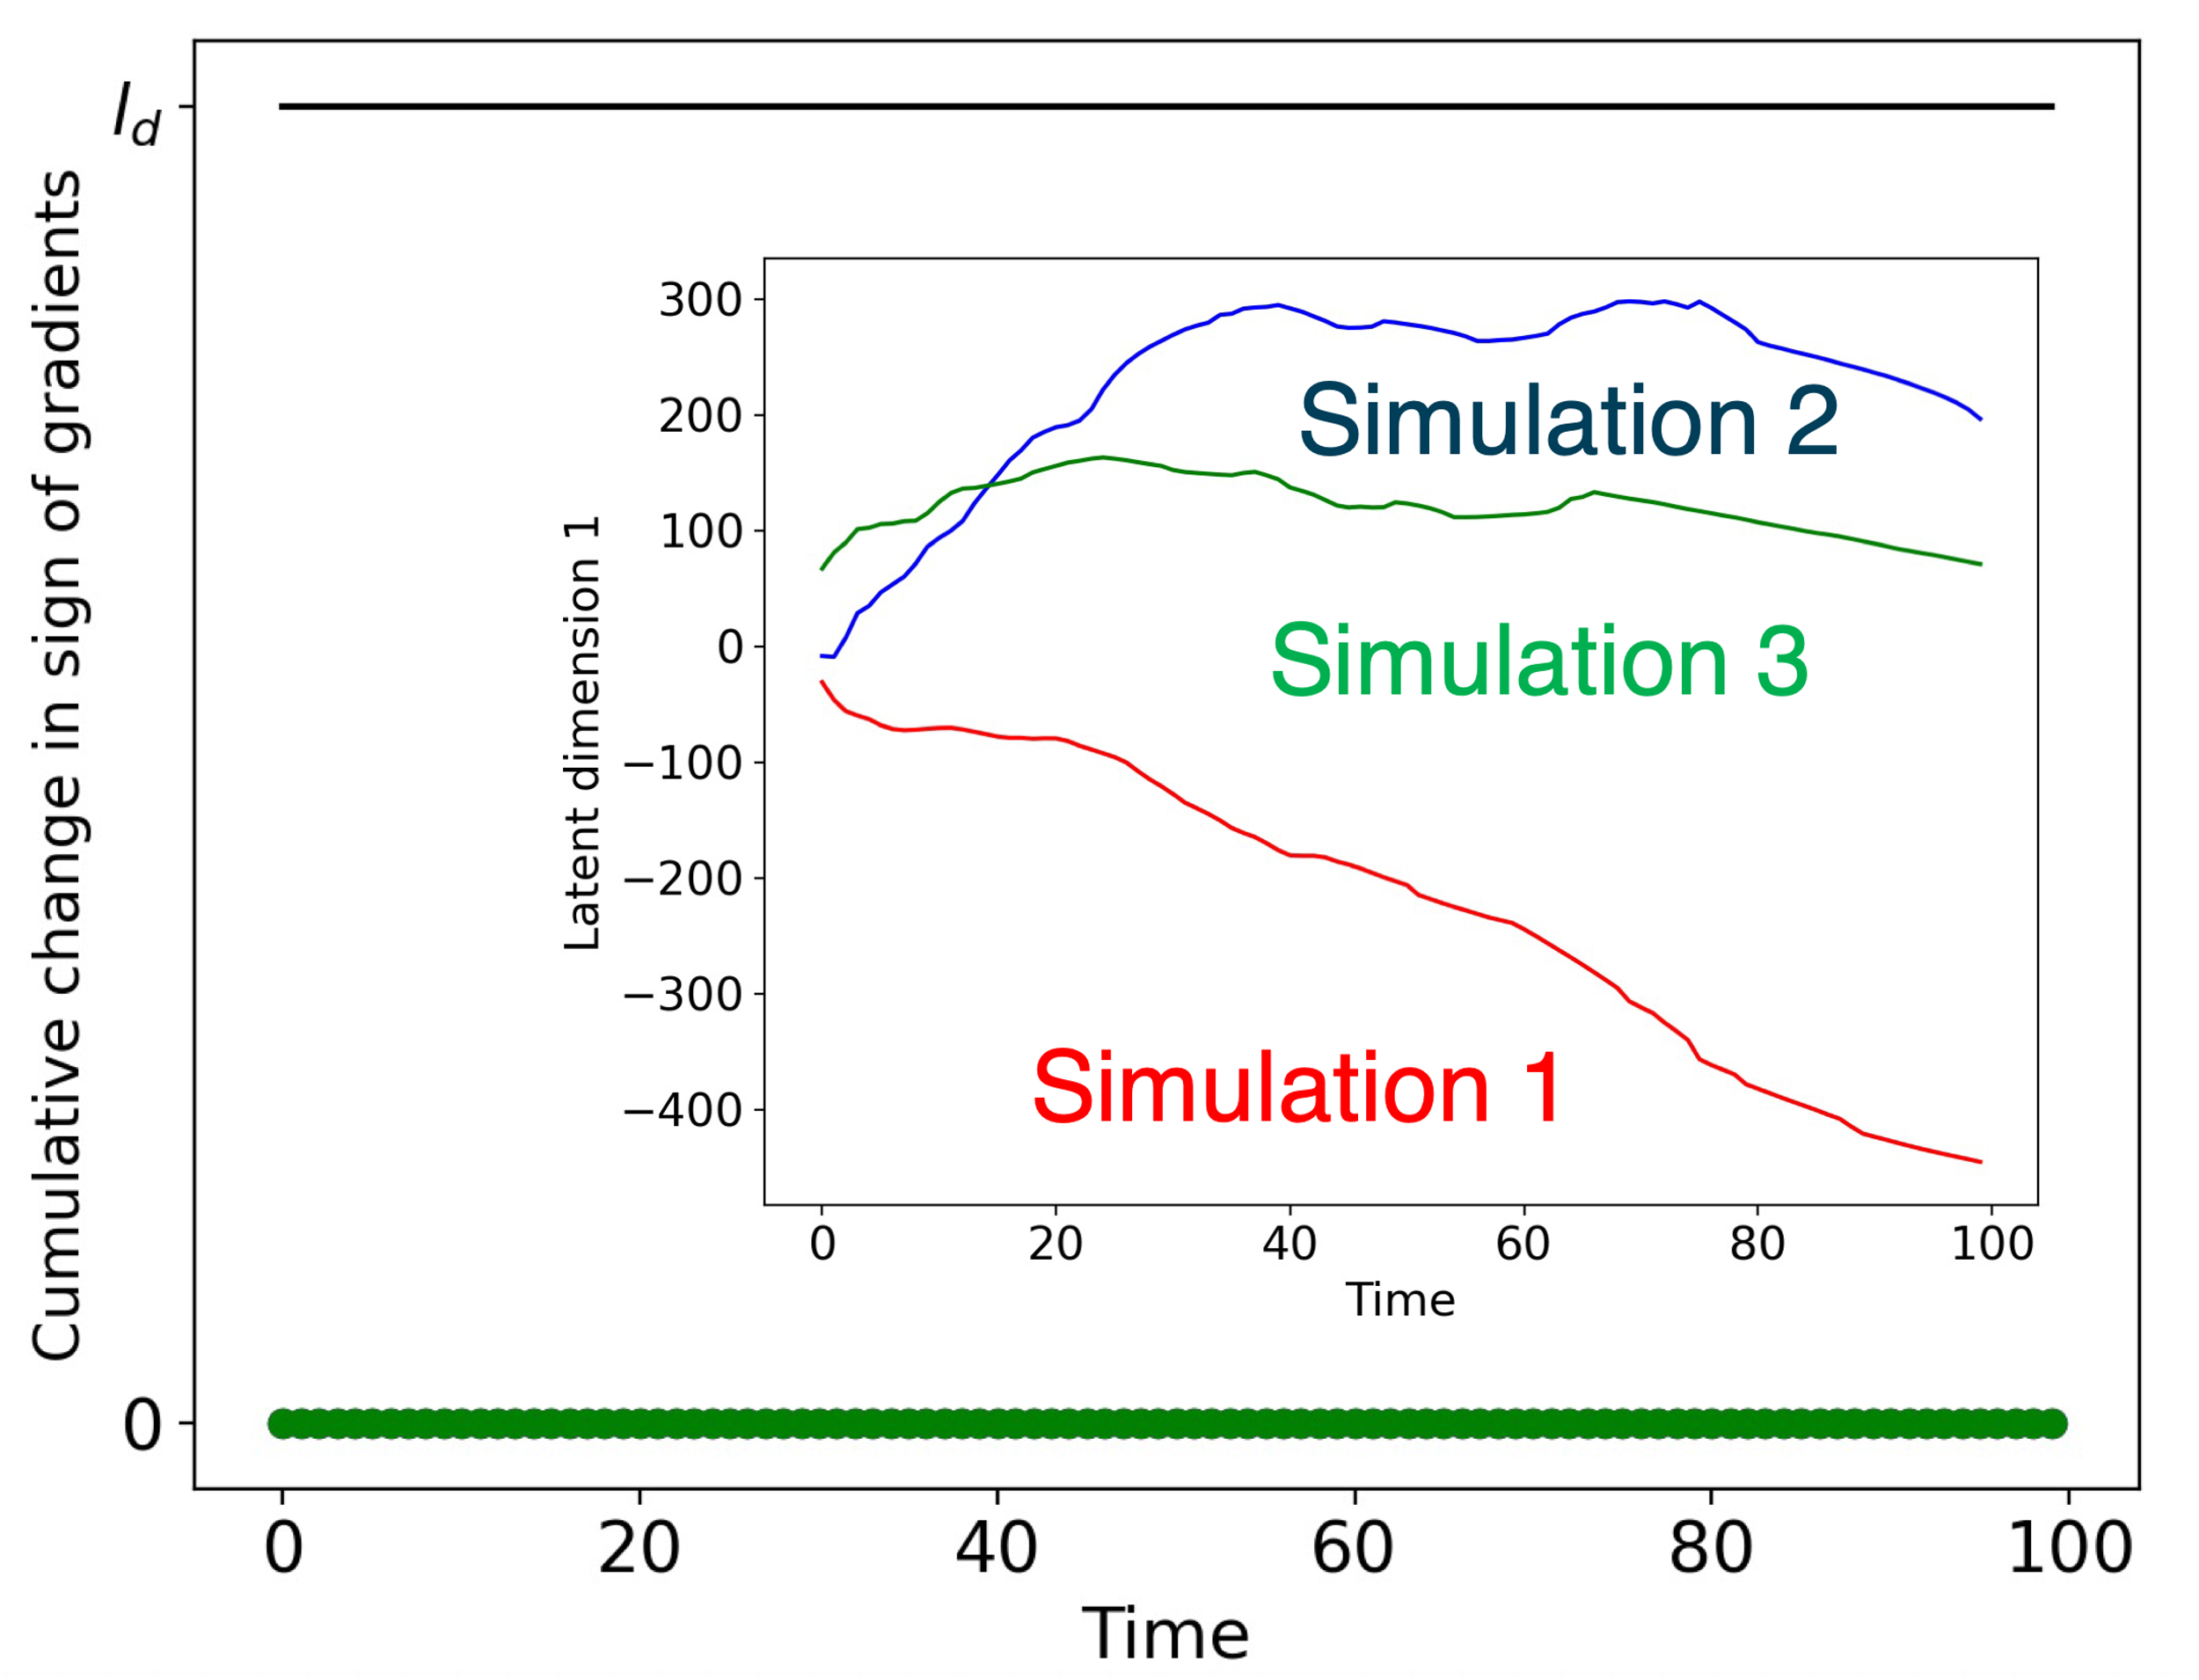 Cumulative change in sign of gradients
I_d
0
0
20
40
60
80
100
Time
Latent dimension 1
300
200
100
0
−100
−200
−300
−400
Simulation 2
Simulation 3
Simulation 1
0
20
40
60
80
100
Time